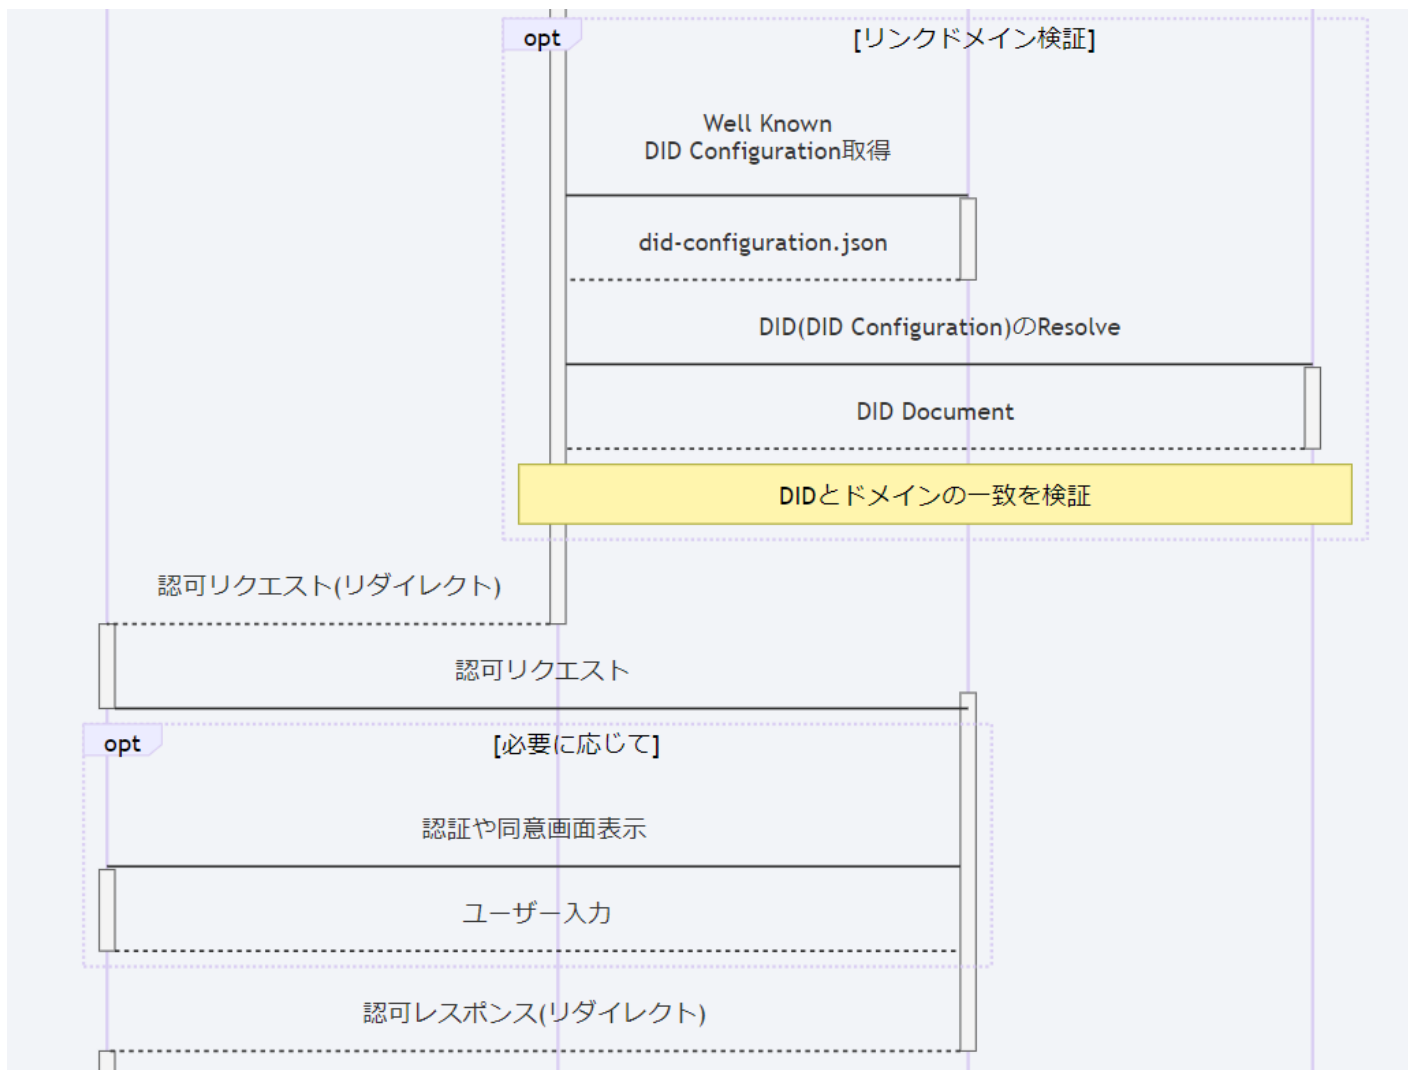 opt
[リンクドメイン検証]
Well Known
DID Configuration取得
did-configuration.json
DID(DID Configuration)のResolve
DID Document
DIDとドメインの一致を検証
認可リクエスト(リダイレクト)
認可リクエスト
opt
[必要に応じて]
認証や同意画面表示
ユーザー入力
認可レスポンス(リダイレクト)